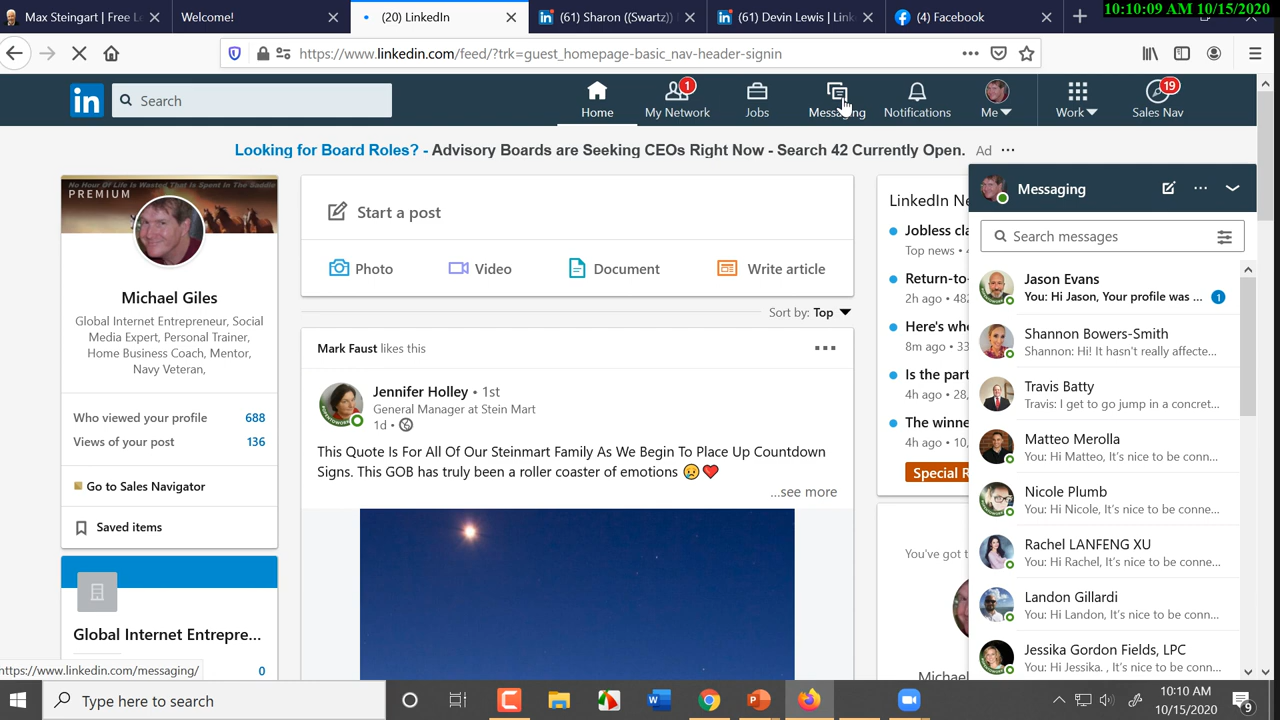 10:10:09 AM 10/15/2020
Max Steingart | Free L
Welcome!
(20) LinkedIn
(61) Sharon ((Swartz))
(61) Devin Lewis | Link
(4) Facebook
https://www.linkedin.com/feed/?trk=guest_homepage-basic_nav-header-signin
in
Search
Home
My Network
1
Jobs
Messaging
Notifications
Me
Work
Sales Nav
19
Looking for Board Roles? - Advisory Boards are Seeking CEOs Right Now - Search 42 Currently Open. Ad
No Hour Of Life Is Wasted That Is Spent In The Saddle
PREMIUM
Michael Giles
Global Internet Entrepreneur, Social
Media Expert, Personal Trainer,
Home Business Coach, Mentor,
Navy Veteran,
Who viewed your profile 688
Views of your post 136
Go to Sales Navigator
Saved items
Global Internet Entrepre...
0
https://www.linkedin.com/messaging/
Start a post
Photo
Video
Document
Write article
Sort by: Top
Mark Faust likes this
Jennifer Holley • 1st
General Manager at Stein Mart
1d •
This Quote Is For All Of Our Steinmart Family As We Begin To Place Up Countdown
Signs. This GOB has truly been a roller coaster of emotions 😥❤️
...see more
LinkedIn Ne
Jobless cla
Top news •
Return-to-
2h ago • 482
Here's who
8m ago • 33
Is the part
4h ago • 28,
The winne
4h ago • 10,
Special R
You've got t
Michael
Messaging
Search messages
Jason Evans
You: Hi Jason, Your profile was ... 1
Shannon Bowers-Smith
Shannon: Hi! It hasn't really affecte...
Travis Batty
Travis: I get to go jump in a concret...
Matteo Merolla
You: Hi Matteo, It's nice to be conn...
Nicole Plumb
You: Hi Nicole, It's nice to be conne...
Rachel LANFENG XU
You: Hi Rachel, It's nice to be conne...
Landon Gillardi
You: Hi Landon, It's nice to be conn...
Jessika Gordon Fields, LPC
You: Hi Jessika. , It's nice to be conn...
Type here to search
10:10 AM
10/15/2020
9